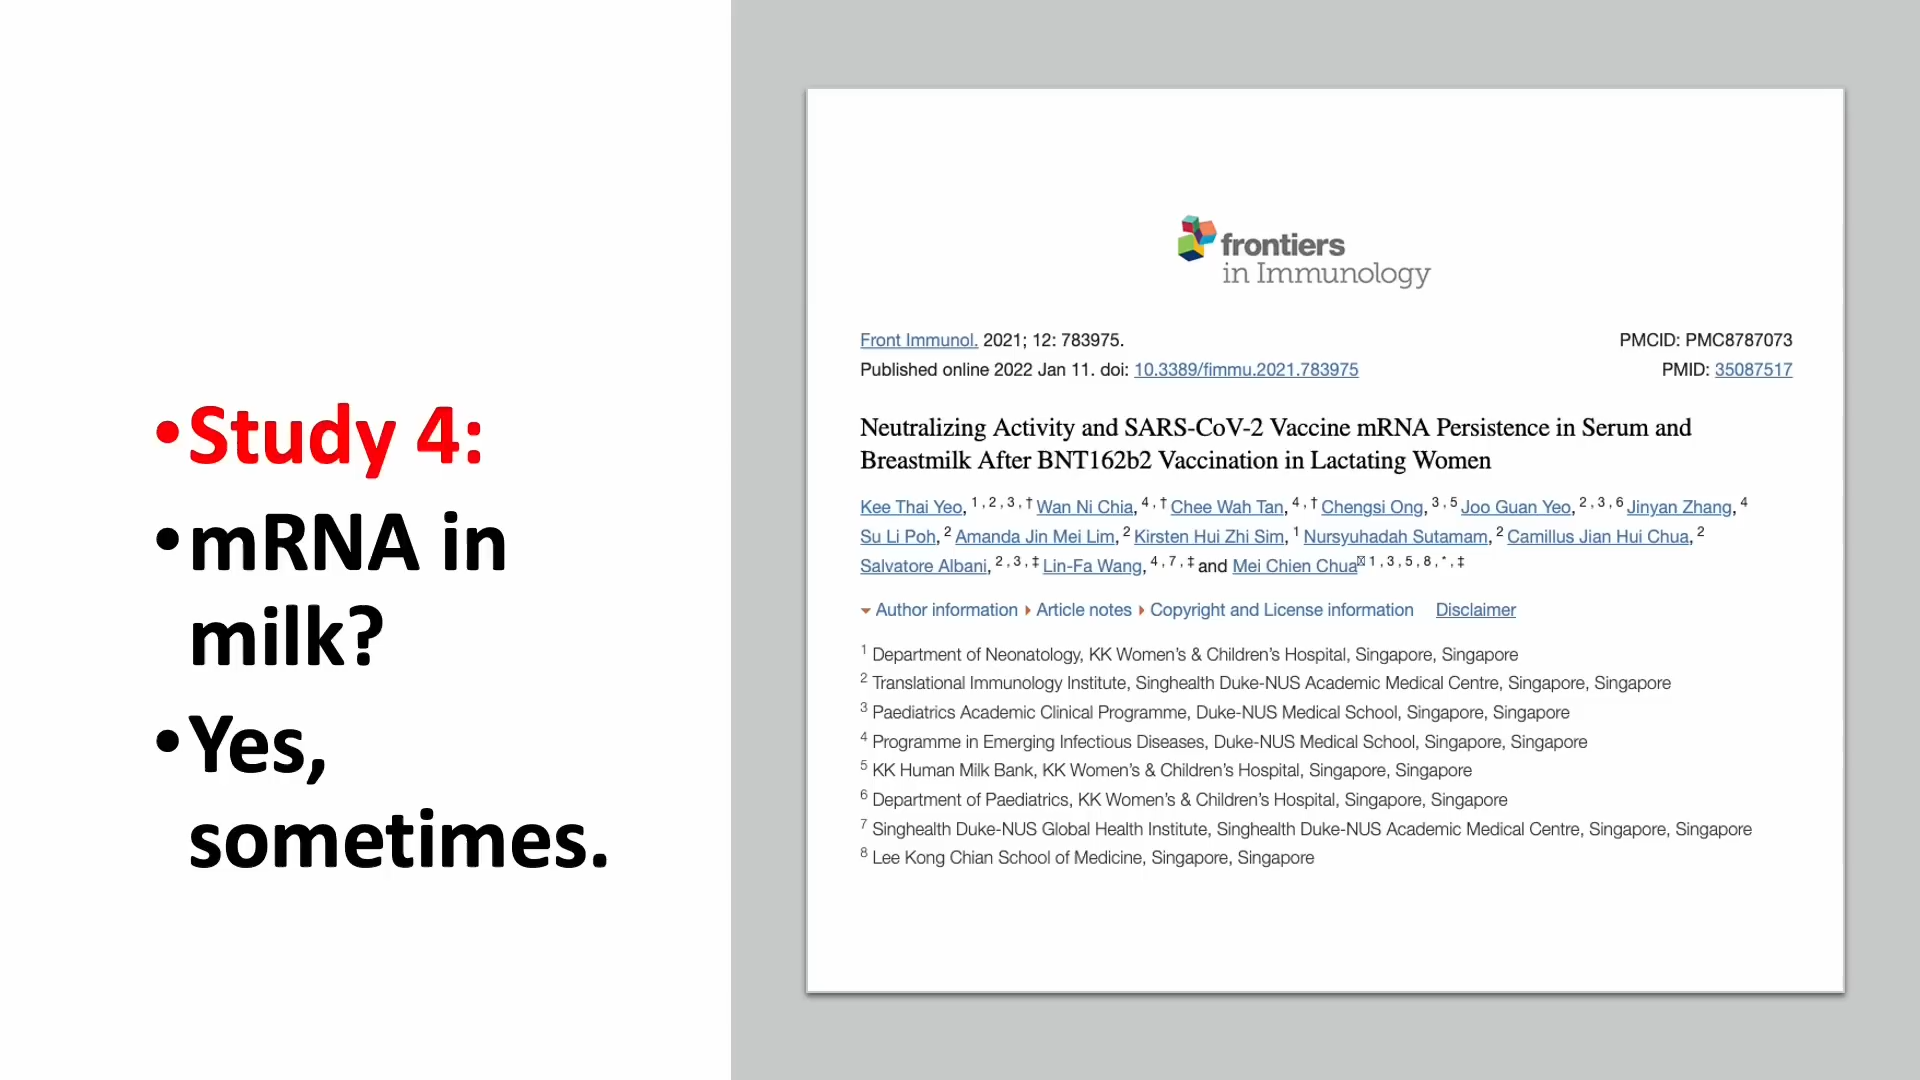 •Study 4:
•mRNA in
milk?
•Yes,
sometimes.
frontiers
in Immunology
Front Immunol. 2021; 12: 783975.
PMCID: PMC8787073
Published online 2022 Jan 11. doi: 10.3389/fimmu.2021.783975
PMID: 35087517
Neutralizing Activity and SARS-CoV-2 Vaccine mRNA Persistence in Serum and
Breastmilk After BNT162b2 Vaccination in Lactating Women
Kee Thai Yeo, 1 , 2 , 3 , † Wan Ni Chia, 4 , † Chee Wah Tan, 4 , † Chengsi Ong, 3 , 5 Joo Guan Yeo, 2 , 3 , 6 Jinyan Zhang, 4
Su Li Poh, 2 Amanda Jin Mei Lim, 2 Kirsten Hui Zhi Sim, 1 Nursyuhadah Sutamam, 2 Camillus Jian Hui Chua, 2
Salvatore Albani, 2 , 3 , ‡ Lin-Fa Wang, 4 , 7 , ‡ and Mei Chien Chua 1 , 3 , 5 , 8 , * , ‡
Author information Article notes Copyright and License information Disclaimer
1 Department of Neonatology, KK Women’s & Children’s Hospital, Singapore, Singapore
2 Translational Immunology Institute, Singhealth Duke-NUS Academic Medical Centre, Singapore, Singapore
3 Paediatrics Academic Clinical Programme, Duke-NUS Medical School, Singapore, Singapore
4 Programme in Emerging Infectious Diseases, Duke-NUS Medical School, Singapore, Singapore
5 KK Human Milk Bank, KK Women’s & Children’s Hospital, Singapore, Singapore
6 Department of Paediatrics, KK Women’s & Children’s Hospital, Singapore, Singapore
7 Singhealth Duke-NUS Global Health Institute, Singhealth Duke-NUS Academic Medical Centre, Singapore, Singapore
8 Lee Kong Chian School of Medicine, Singapore, Singapore